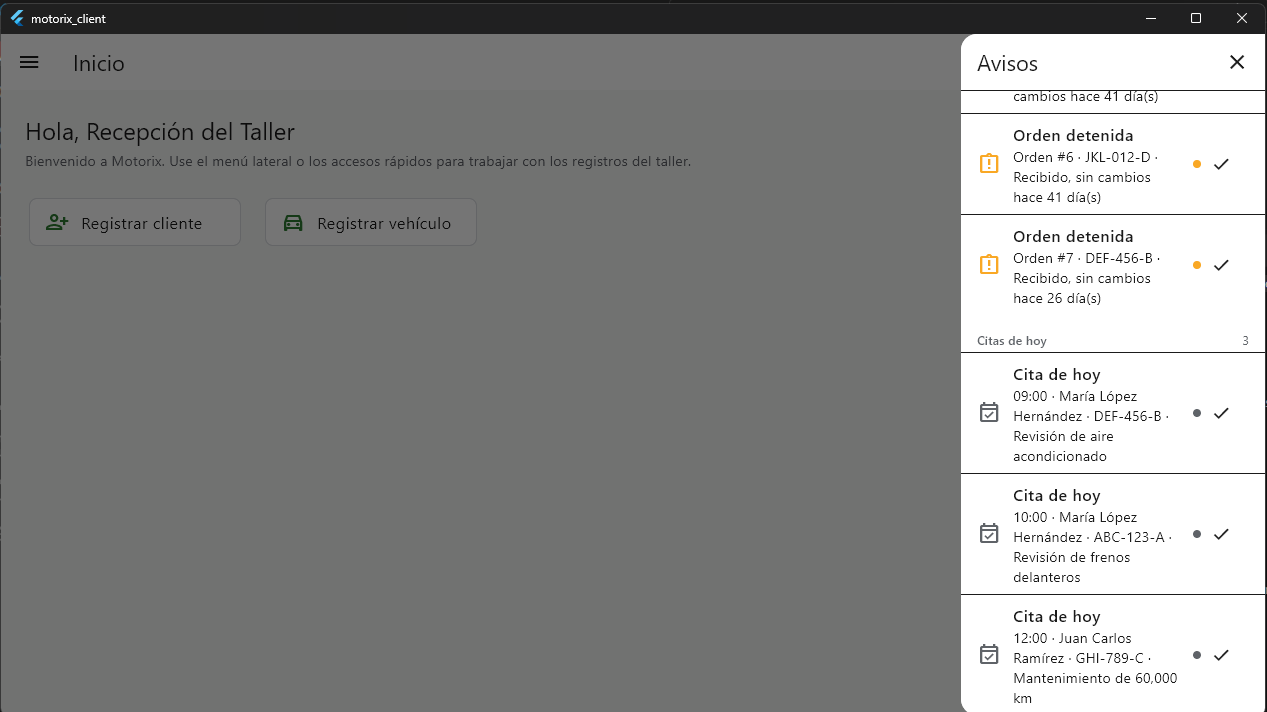 motorix_client
Inicio
Hola, Recepción del Taller
Bienvenido a Motorix. Use el menú lateral o los accesos rápidos para trabajar con los registros del taller.
Registrar cliente
Registrar vehículo
Avisos
cambios hace 41 día(s)
Orden detenida
Orden #6 · JKL-012-D ·
Recibido, sin cambios
hace 41 día(s)
Orden detenida
Orden #7 · DEF-456-B ·
Recibido, sin cambios
hace 26 día(s)
Citas de hoy 3
Cita de hoy
09:00 · María López
Hernández · DEF-456-B ·
Revisión de aire
acondicionado
Cita de hoy
10:00 · María López
Hernández · ABC-123-A ·
Revisión de frenos
delanteros
Cita de hoy
12:00 · Juan Carlos
Ramírez · GHI-789-C ·
Mantenimiento de 60,000
km